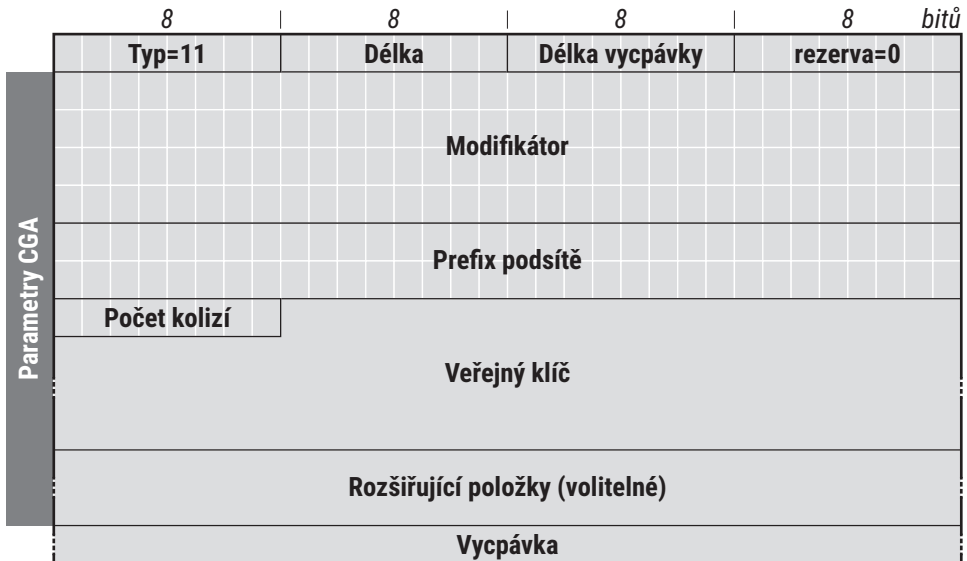 8 8 8 8 bitů
Typ=11 Délka Délka vycpávky rezerva=0
Modifikátor
Prefix podsítě
Počet kolizí
Veřejný klíč
Rozšiřující položky (volitelné)
Vycpávka
Parametry CGA